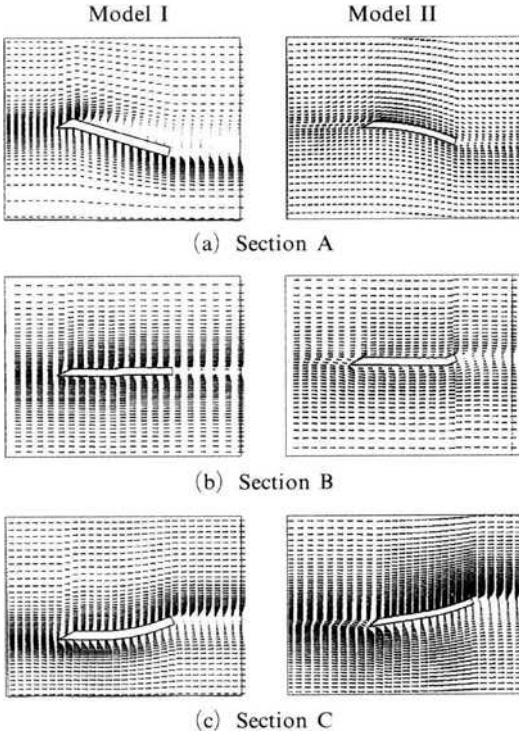 Model I Model II
(a) Section A
(b) Section B
(c) Section C